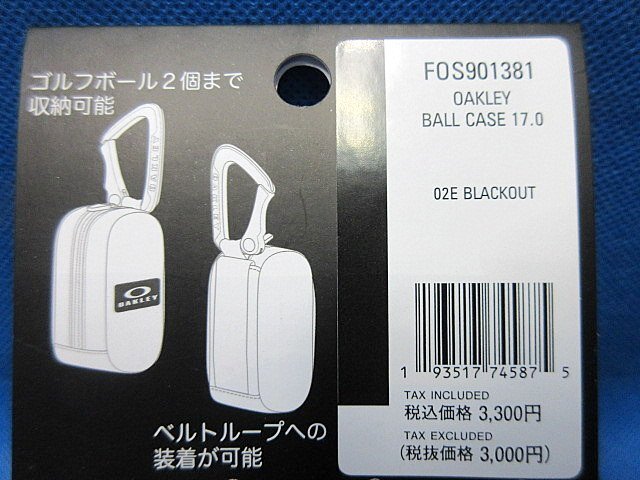 ゴルフボール2個まで
収納可能
OAKLEY
OAKLEY
OAKLEY
ベルトループへの
装着が可能
FOS901381
OAKLEY
BALL CASE 17.0
02E BLACKOUT
1 93517 74587 5
TAX INCLUDED
税込価格 3,300円
TAX EXCLUDED
(税抜価格 3,000円)